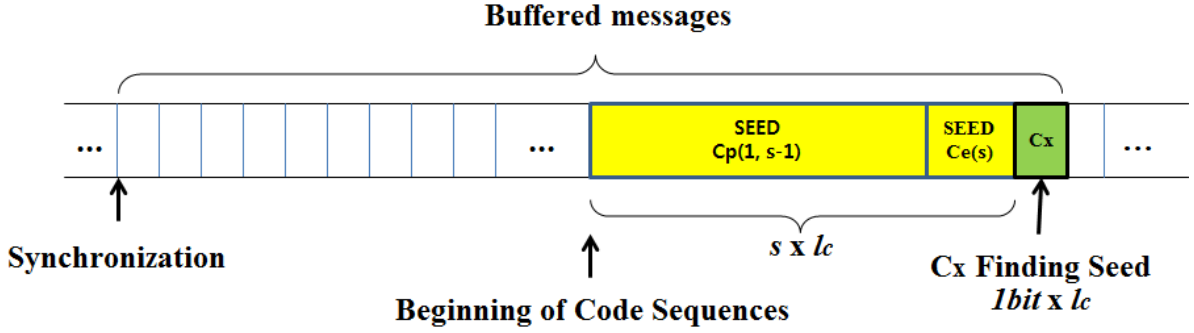 Buffered messages
... ... SEED SEED Cx ...
Cp(1, s-1) Ce(s)
s x lc
Synchronization
Cx Finding Seed
1bit x lc
Beginning of Code Sequences